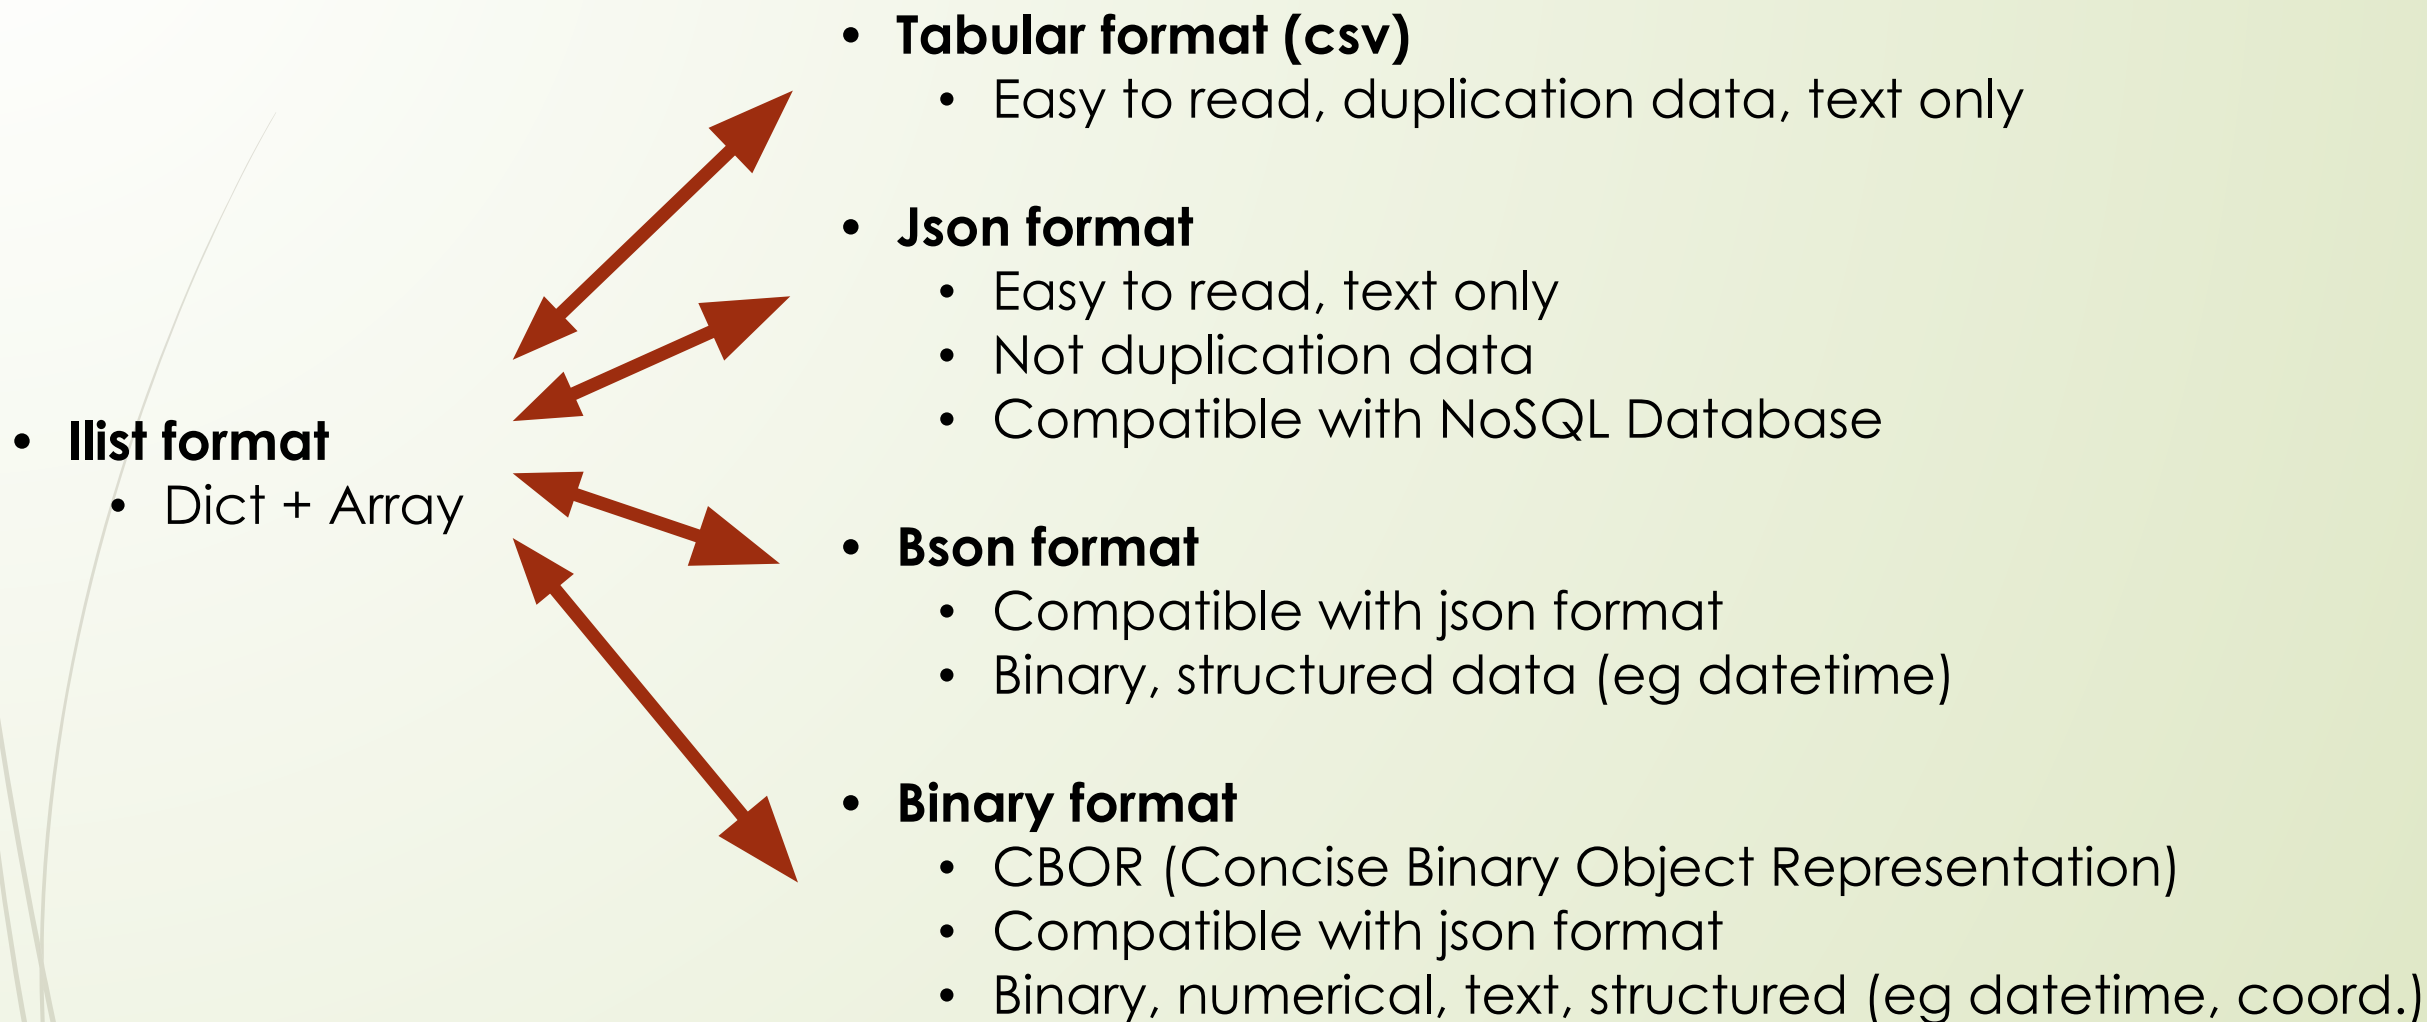 • Tabular format (csv)
• Easy to read, duplication data, text only
• Json format
• Easy to read, text only
• Not duplication data
• Compatible with NoSQL Database
• Ilist format
• Dict + Array
• Bson format
• Compatible with json format
• Binary, structured data (eg datetime)
• Binary format
• CBOR (Concise Binary Object Representation)
• Compatible with json format
• Binary, numerical, text, structured (eg datetime, coord.)